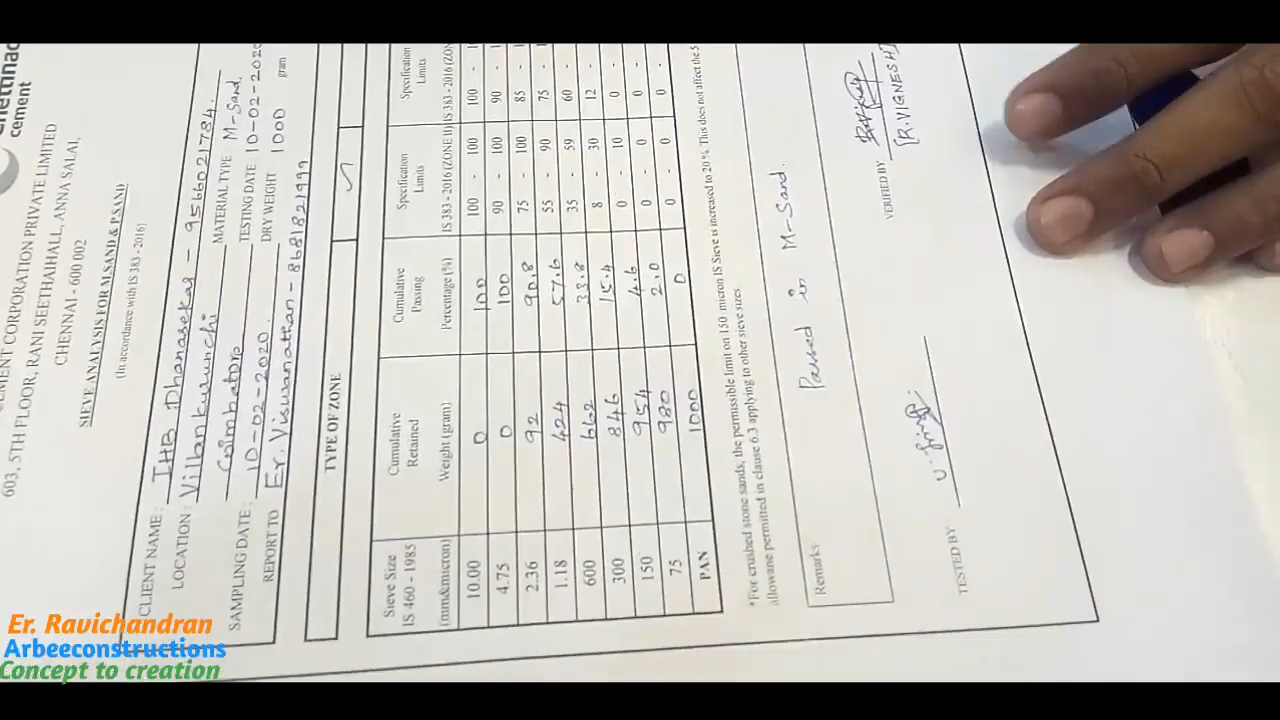 Chettinad
cement
CEMENT CORPORATION PRIVATE LIMITED
603, 5TH FLOOR, RANI SEETHAIHALL, ANNA SALAI,
CHENNAI - 600 002
SIEVE ANALYSIS FOR M.SAND & P.SAND
(In accordance with IS 383 - 2016)
CLIENT NAME : IHB Dhanasekar - 9566021784.
LOCATION : Vilankurunchi MATERIAL TYPE M-Sand.
Coimbatore TESTING DATE 10-02-2020
SAMPLING DATE : 10-02-2020. DRY WEIGHT 1000 gram
REPORT TO Er. Viswanathan - 8681821999
TYPE OF ZONE ✓
Sieve Size IS 460 - 1985 (mm&micron) Cumulative Retained Weight (gram) Cumulative Passing Percentage(%) Specification Limits IS 383 - 2016 (ZONE II) Specification Limits IS 383 - 2016 (ZON
10.00 0 100 100 - 100 100 -
4.75 0 100 90 - 100 90 -
2.36 92 90.8 75 - 100 85 -
1.18 424 57.6 55 - 90 75 -
600 662 33.8 35 - 59 60 -
300 846 15.4 8 - 30 12 -
150 954 4.6 0 - 10 0 -
75 980 2.0 0 - 0 0 -
PAN 1000 0 0 - 0 0 -
*For crushed stone sands, the permissible limit on 150 micron IS Sieve is increased to 20 %. This does not affect the 5
allowane permitted in clause 6.3 applying to other sieve sizes
Remarks Passed in M-Sand.
TESTED BY VERIFIED BY
[R.VIGNESH]
Er. Ravichandran
Arbeeconstructions
Concept to creation